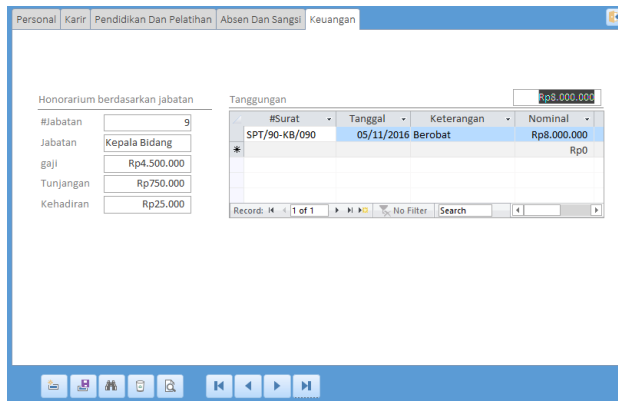 Personal Karir Pendidikan Dan Pelatihan Absen Dan Sangsi Keuangan
Rp8.000.000
Honorarium berdasarkan jabatan
Tanggungan
#Jabatan 9
Jabatan Kepala Bidang
gaji Rp4.500.000
Tunjangan Rp750.000
Kehadiran Rp25.000
#Surat Tanggal Keterangan Nominal
SPT/90-KB/090 05/11/2016 Berobat Rp8.000.000
Rp0
Record: 1 of 1 No Filter Search